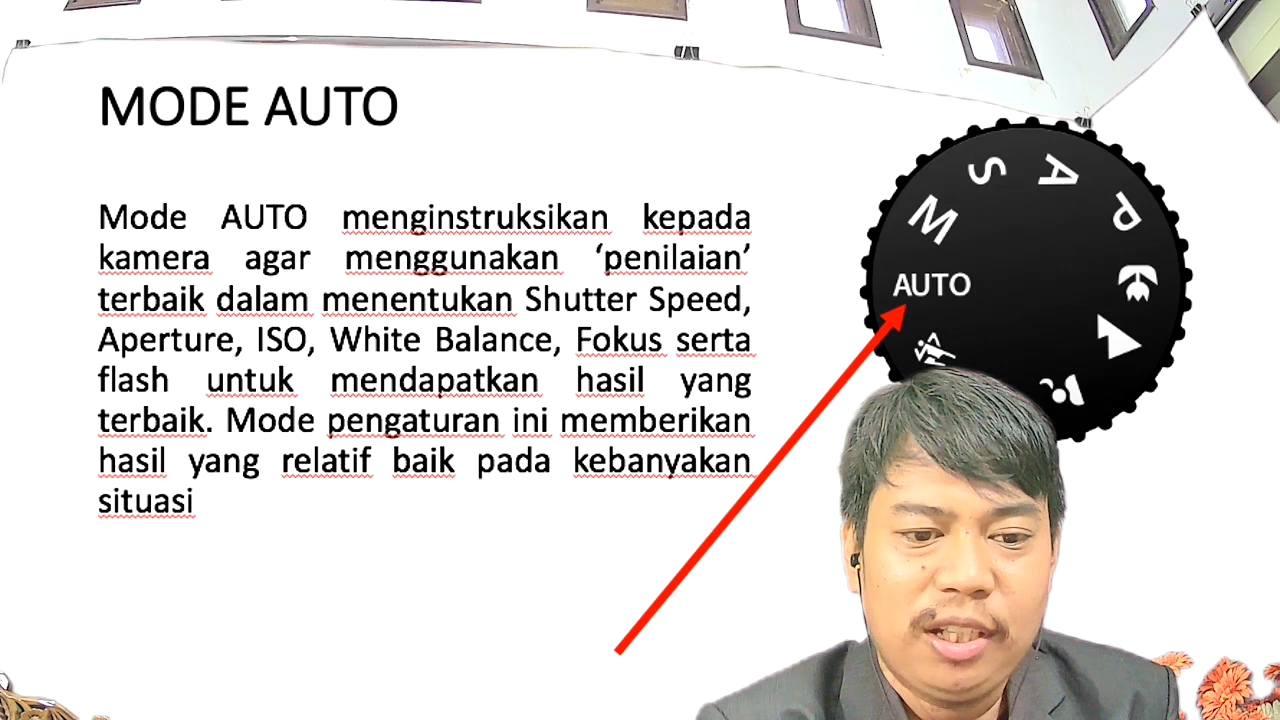 MODE AUTO
Mode AUTO menginstruksikan kepada
kamera agar menggunakan ‘penilaian’
terbaik dalam menentukan Shutter Speed,
Aperture, ISO, White Balance, Fokus serta
flash untuk mendapatkan hasil yang
terbaik. Mode pengaturan ini memberikan
hasil yang relatif baik pada kebanyakan
situasi
M
S
A
P
AUTO